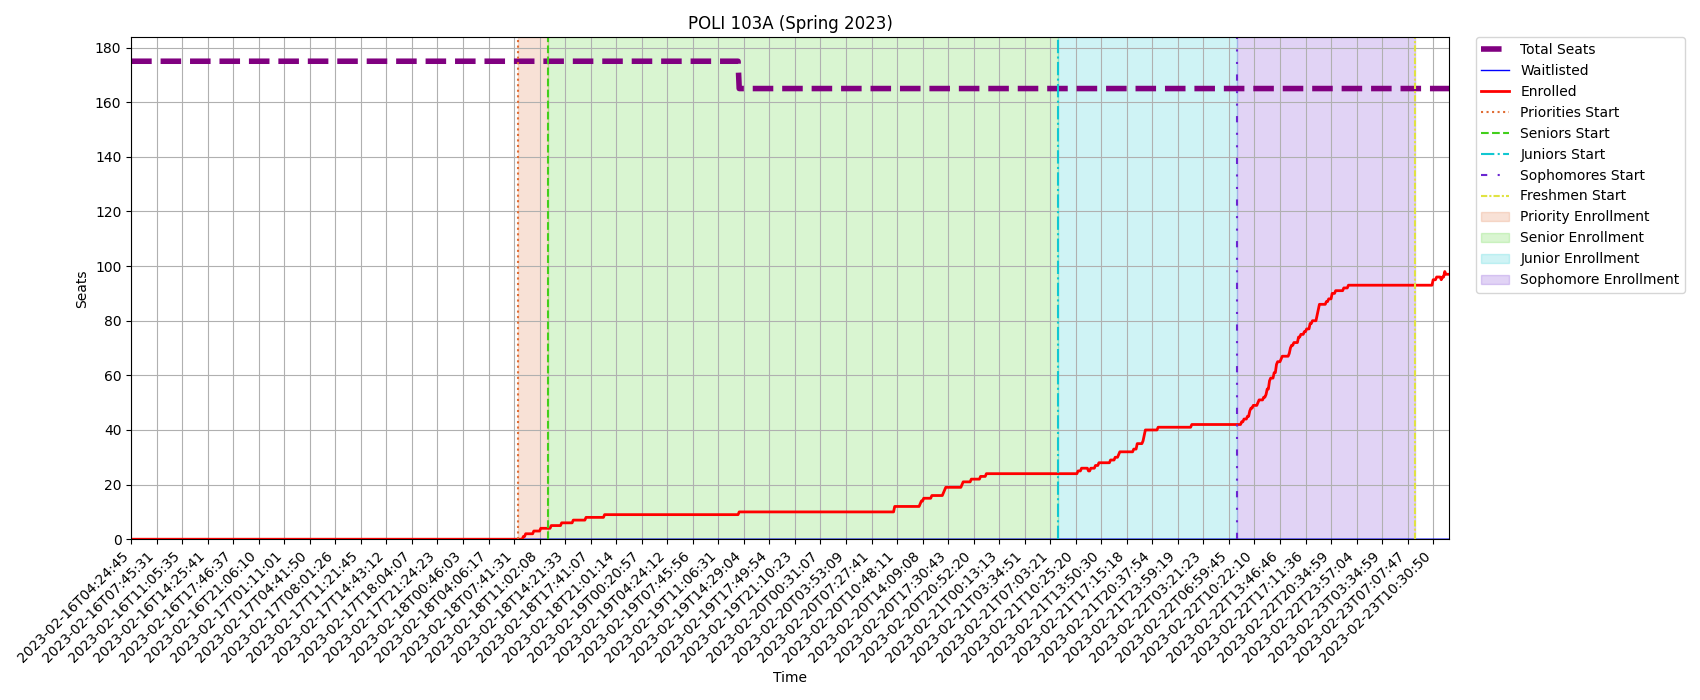 POLI 103A (Spring 2023)
Seats
180
160
140
120
100
80
60
40
20
0
2023-02-16T04:24:45
2023-02-16T07:45:31
2023-02-16T11:05:35
2023-02-16T14:25:41
2023-02-16T17:46:37
2023-02-16T21:06:10
2023-02-17T01:11:01
2023-02-17T04:41:50
2023-02-17T08:01:26
2023-02-17T11:21:45
2023-02-17T14:43:12
2023-02-17T18:04:07
2023-02-17T21:24:23
2023-02-18T00:46:03
2023-02-18T04:06:17
2023-02-18T07:41:31
2023-02-18T11:02:08
2023-02-18T14:21:33
2023-02-18T17:41:07
2023-02-18T21:01:14
2023-02-19T00:20:57
2023-02-19T04:24:12
2023-02-19T07:45:56
2023-02-19T11:06:31
2023-02-19T14:29:04
2023-02-19T17:49:54
2023-02-19T21:10:23
2023-02-20T00:31:07
2023-02-20T03:53:09
2023-02-20T07:27:41
2023-02-20T10:48:11
2023-02-20T14:09:08
2023-02-20T17:30:43
2023-02-20T20:52:20
2023-02-21T00:13:13
2023-02-21T03:34:51
2023-02-21T07:03:21
2023-02-21T10:25:20
2023-02-21T13:50:30
2023-02-21T17:15:18
2023-02-21T20:37:54
2023-02-21T23:59:19
2023-02-22T03:21:23
2023-02-22T06:59:45
2023-02-22T10:22:10
2023-02-22T13:46:46
2023-02-22T17:11:36
2023-02-22T20:34:59
2023-02-22T23:57:04
2023-02-23T03:34:59
2023-02-23T07:07:47
2023-02-23T10:30:50
Time
Total Seats
Waitlisted
Enrolled
Priorities Start
Seniors Start
Juniors Start
Sophomores Start
Freshmen Start
Priority Enrollment
Senior Enrollment
Junior Enrollment
Sophomore Enrollment